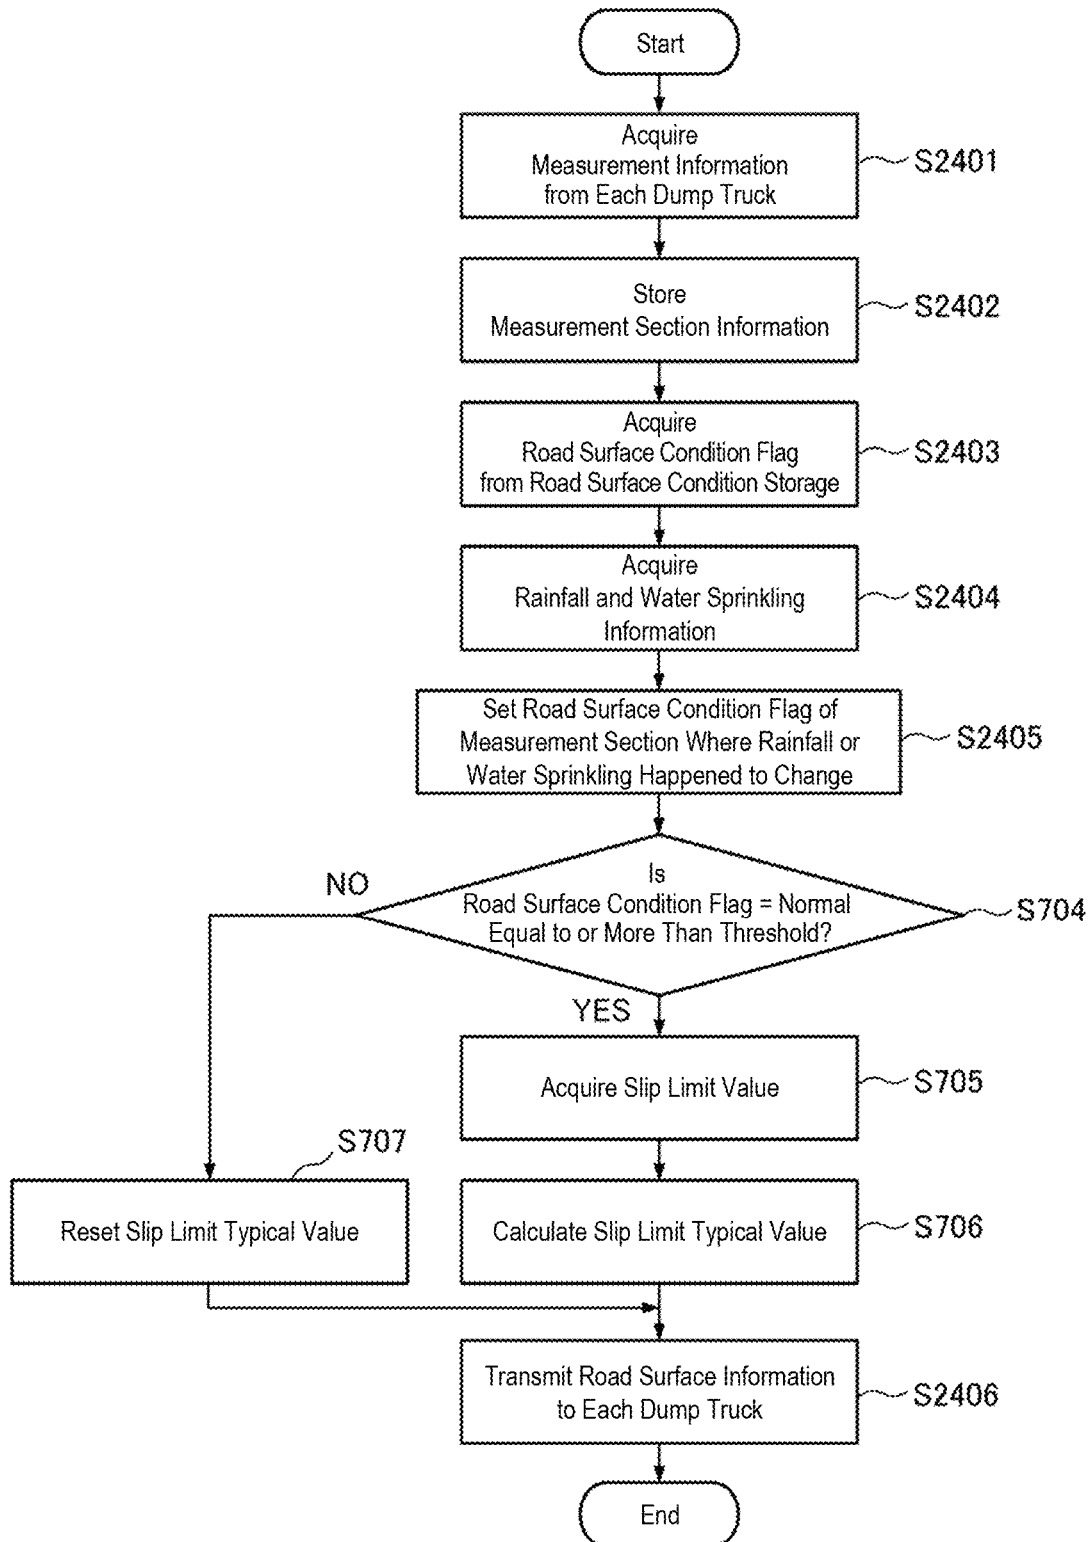 Start
Acquire
Measurement Information
from Each Dump Truck
S2401
Store
Measurement Section Information
S2402
Acquire
Road Surface Condition Flag
from Road Surface Condition Storage
S2403
Acquire
Rainfall and Water Sprinkling
Information
S2404
Set Road Surface Condition Flag of
Measurement Section Where Rainfall or
Water Sprinkling Happened to Change
S2405
Is
Road Surface Condition Flag = Normal
Equal to or More Than Threshold?
S704
NO
YES
Acquire Slip Limit Value
S705
S707
Reset Slip Limit Typical Value
Calculate Slip Limit Typical Value
S706
Transmit Road Surface Information
to Each Dump Truck
S2406
End